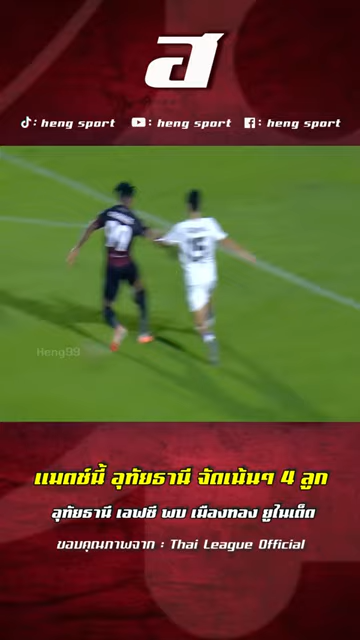 ส
: heng sport : heng sport : heng sport
15
Heng99
แมตช์นี้ อุทัยธานี จัดเน้นๆ 4 ลูก
อุทัยธานี เอฟซี พบ เมืองทอง ยูไนเต็ด
ขอบคุณภาพจาก : Thai League Official